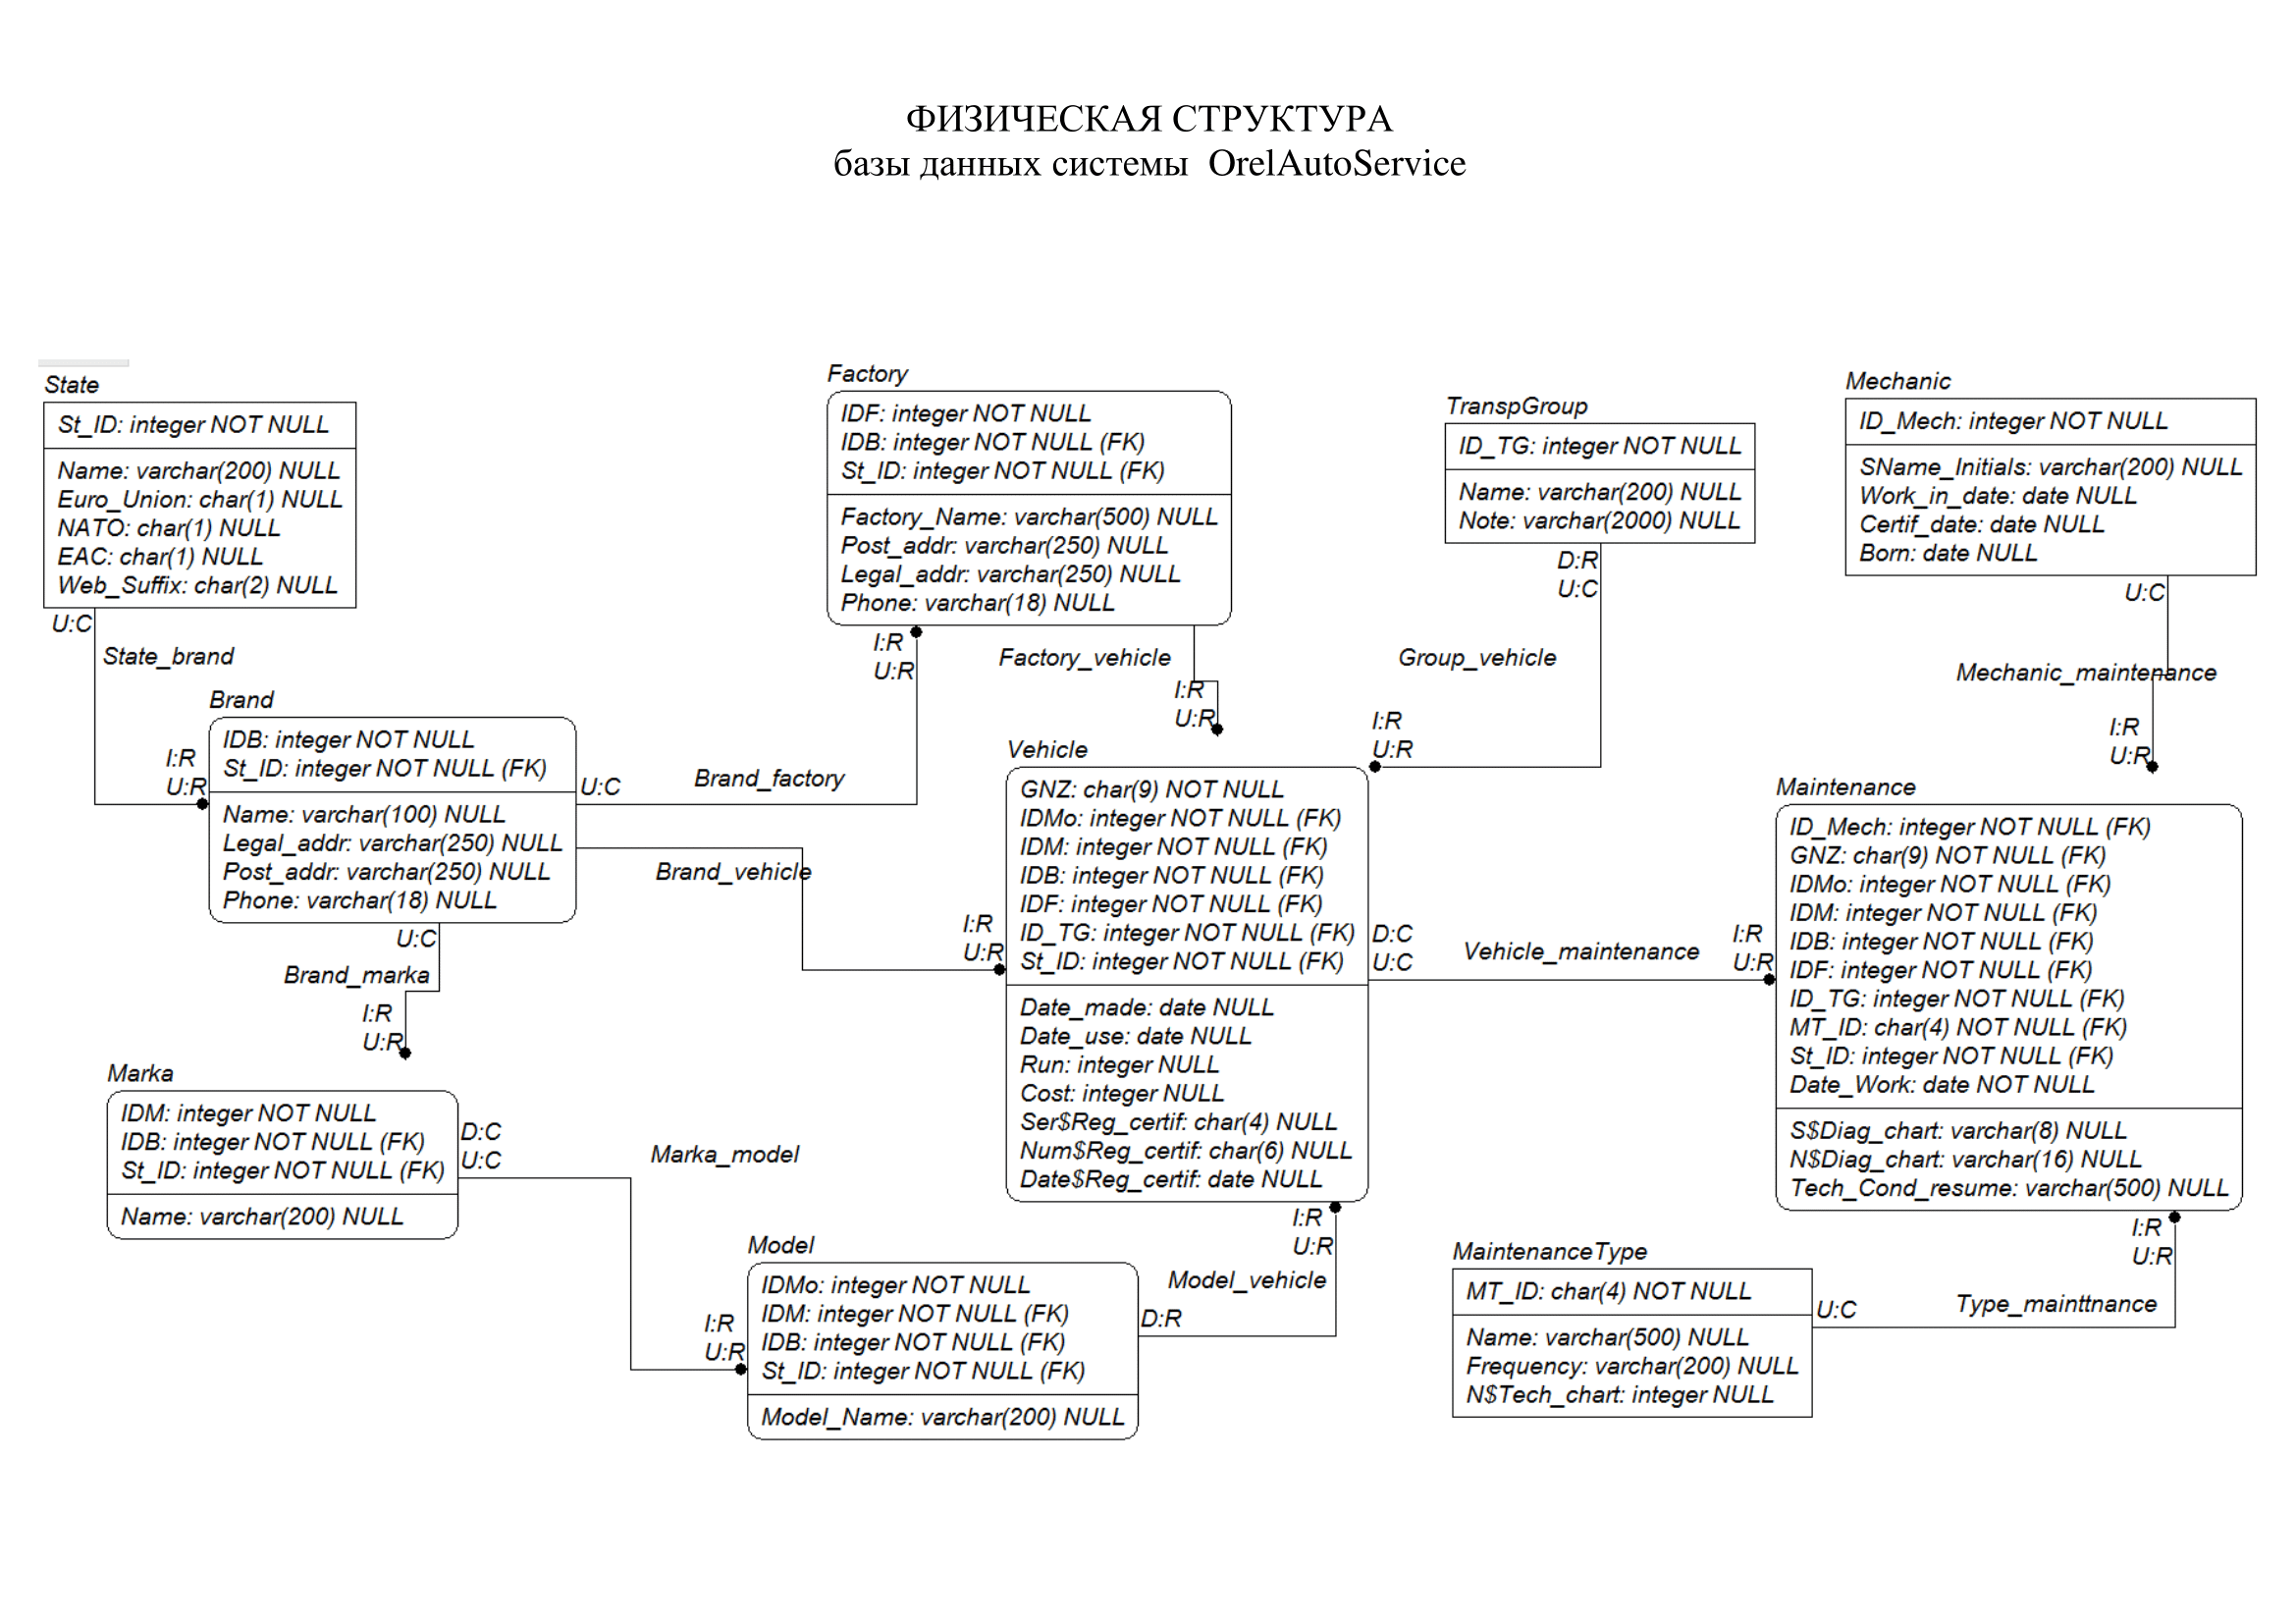 ФИЗИЧЕСКАЯ СТРУКТУРА
базы данных системы OrelAutoService
State
St_ID: integer NOT NULL
Name: varchar(200) NULL
Euro_Union: char(1) NULL
NATO: char(1) NULL
EAC: char(1) NULL
Web_Suffix: char(2) NULL
U:C
State_brand
I:R
U:R
Factory
IDF: integer NOT NULL
IDB: integer NOT NULL (FK)
St_ID: integer NOT NULL (FK)
Factory_Name: varchar(500) NULL
Post_addr: varchar(250) NULL
Legal_addr: varchar(250) NULL
Phone: varchar(18) NULL
I:R
U:R
Factory_vehicle
I:R
U:R
TranspGroup
ID_TG: integer NOT NULL
Name: varchar(200) NULL
Note: varchar(2000) NULL
D:R
U:C
Group_vehicle
I:R
U:R
Mechanic
ID_Mech: integer NOT NULL
SName_Initials: varchar(200) NULL
Work_in_date: date NULL
Certif_date: date NULL
Born: date NULL
U:C
Mechanic_maintenance
I:R
U:R
Brand
IDB: integer NOT NULL
St_ID: integer NOT NULL (FK)
Name: varchar(100) NULL
Legal_addr: varchar(250) NULL
Post_addr: varchar(250) NULL
Phone: varchar(18) NULL
U:C
Brand_factory
Brand_vehicle
I:R
U:R
U:C
Brand_marka
I:R
U:R
Vehicle
GNZ: char(9) NOT NULL
IDMo: integer NOT NULL (FK)
IDM: integer NOT NULL (FK)
IDB: integer NOT NULL (FK)
IDF: integer NOT NULL (FK)
ID_TG: integer NOT NULL (FK)
St_ID: integer NOT NULL (FK)
Date_made: date NULL
Date_use: date NULL
Run: integer NULL
Cost: integer NULL
Ser$Reg_certif: char(4) NULL
Num$Reg_certif: char(6) NULL
Date$Reg_certif: date NULL
D:C
U:C
Vehicle_maintenance
I:R
U:R
Maintenance
ID_Mech: integer NOT NULL (FK)
GNZ: char(9) NOT NULL (FK)
IDMo: integer NOT NULL (FK)
IDM: integer NOT NULL (FK)
IDB: integer NOT NULL (FK)
IDF: integer NOT NULL (FK)
ID_TG: integer NOT NULL (FK)
MT_ID: char(4) NOT NULL (FK)
St_ID: integer NOT NULL (FK)
Date_Work: date NOT NULL
S$Diag_chart: varchar(8) NULL
N$Diag_chart: varchar(16) NULL
Tech_Cond_resume: varchar(500) NULL
I:R
U:R
Marka
IDM: integer NOT NULL
IDB: integer NOT NULL (FK)
St_ID: integer NOT NULL (FK)
Name: varchar(200) NULL
D:C
U:C
Marka_model
I:R
U:R
Model
IDMo: integer NOT NULL
IDM: integer NOT NULL (FK)
IDB: integer NOT NULL (FK)
St_ID: integer NOT NULL (FK)
Model_Name: varchar(200) NULL
D:R
Model_vehicle
I:R
U:R
MaintenanceType
MT_ID: char(4) NOT NULL
Name: varchar(500) NULL
Frequency: varchar(200) NULL
N$Tech_chart: integer NULL
U:C
Type_mainttnance